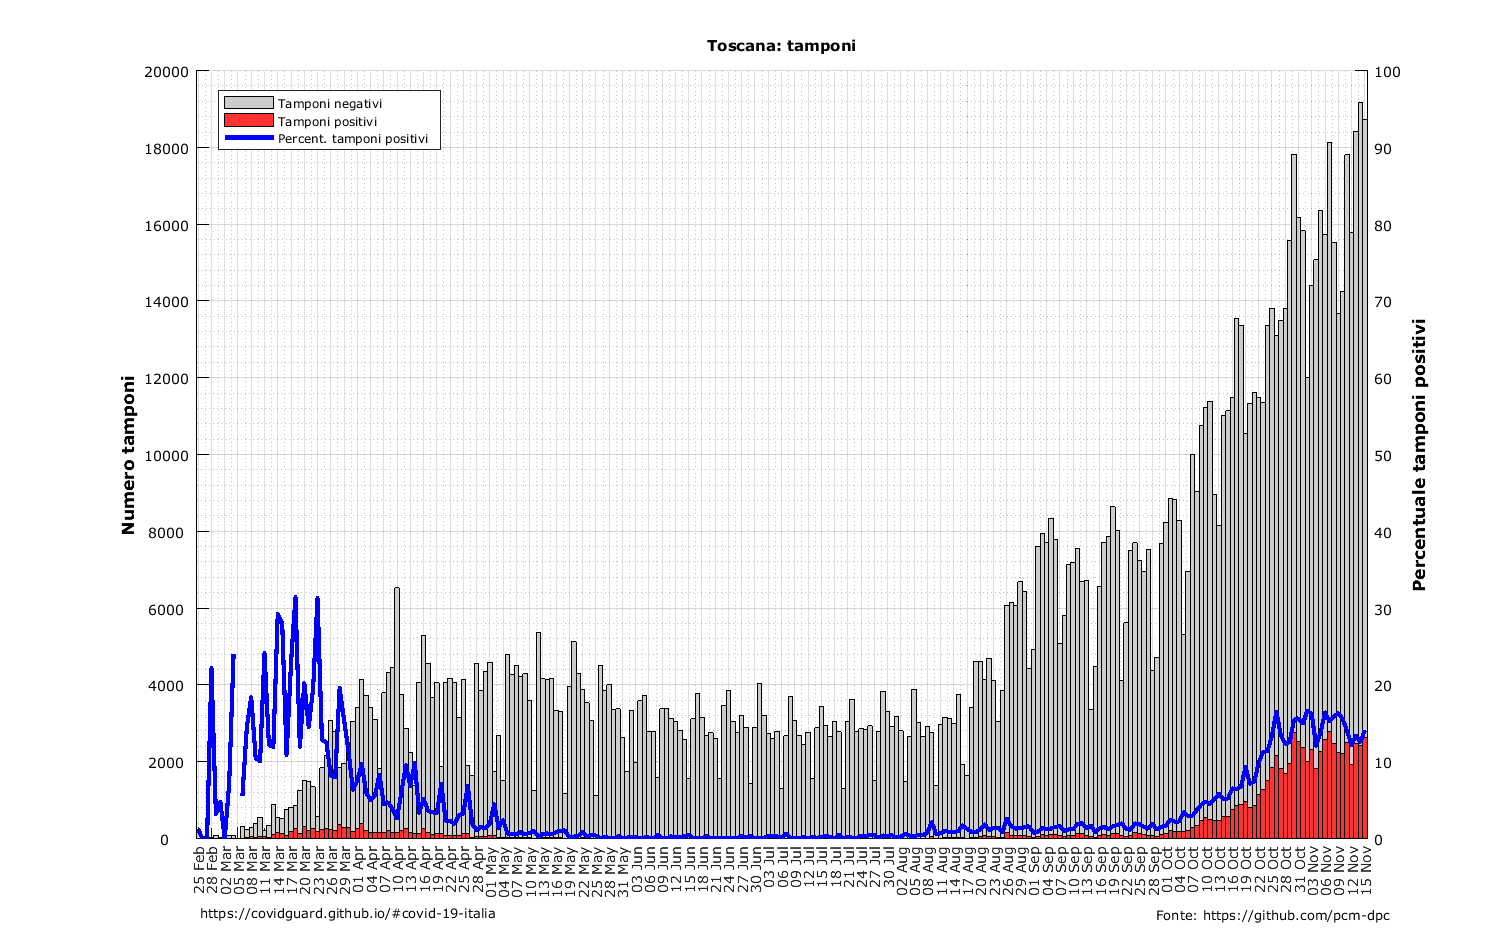 Toscana: tamponi
Tamponi negativi
Tamponi positivi
Percent. tamponi positivi
Numero tamponi
20000
18000
16000
14000
12000
10000
8000
6000
4000
2000
0
100
90
80
70
60
50
40
30
20
10
0
Percentuale tamponi positivi
25 Feb
28 Feb
02 Mar
05 Mar
08 Mar
11 Mar
14 Mar
17 Mar
20 Mar
23 Mar
26 Mar
29 Mar
01 Apr
04 Apr
07 Apr
10 Apr
13 Apr
16 Apr
19 Apr
22 Apr
25 Apr
28 Apr
01 May
04 May
07 May
10 May
13 May
16 May
19 May
22 May
25 May
28 May
31 May
03 Jun
06 Jun
09 Jun
12 Jun
15 Jun
18 Jun
21 Jun
24 Jun
27 Jun
30 Jun
03 Jul
06 Jul
09 Jul
12 Jul
15 Jul
18 Jul
21 Jul
24 Jul
27 Jul
30 Jul
02 Aug
05 Aug
08 Aug
11 Aug
14 Aug
17 Aug
20 Aug
23 Aug
26 Aug
29 Aug
01 Sep
04 Sep
07 Sep
10 Sep
13 Sep
16 Sep
19 Sep
22 Sep
25 Sep
28 Sep
01 Oct
04 Oct
07 Oct
10 Oct
13 Oct
16 Oct
19 Oct
22 Oct
25 Oct
28 Oct
31 Oct
03 Nov
06 Nov
09 Nov
12 Nov
15 Nov
https://covidguard.github.io/#covid-19-italia
Fonte: https://github.com/pcm-dpc